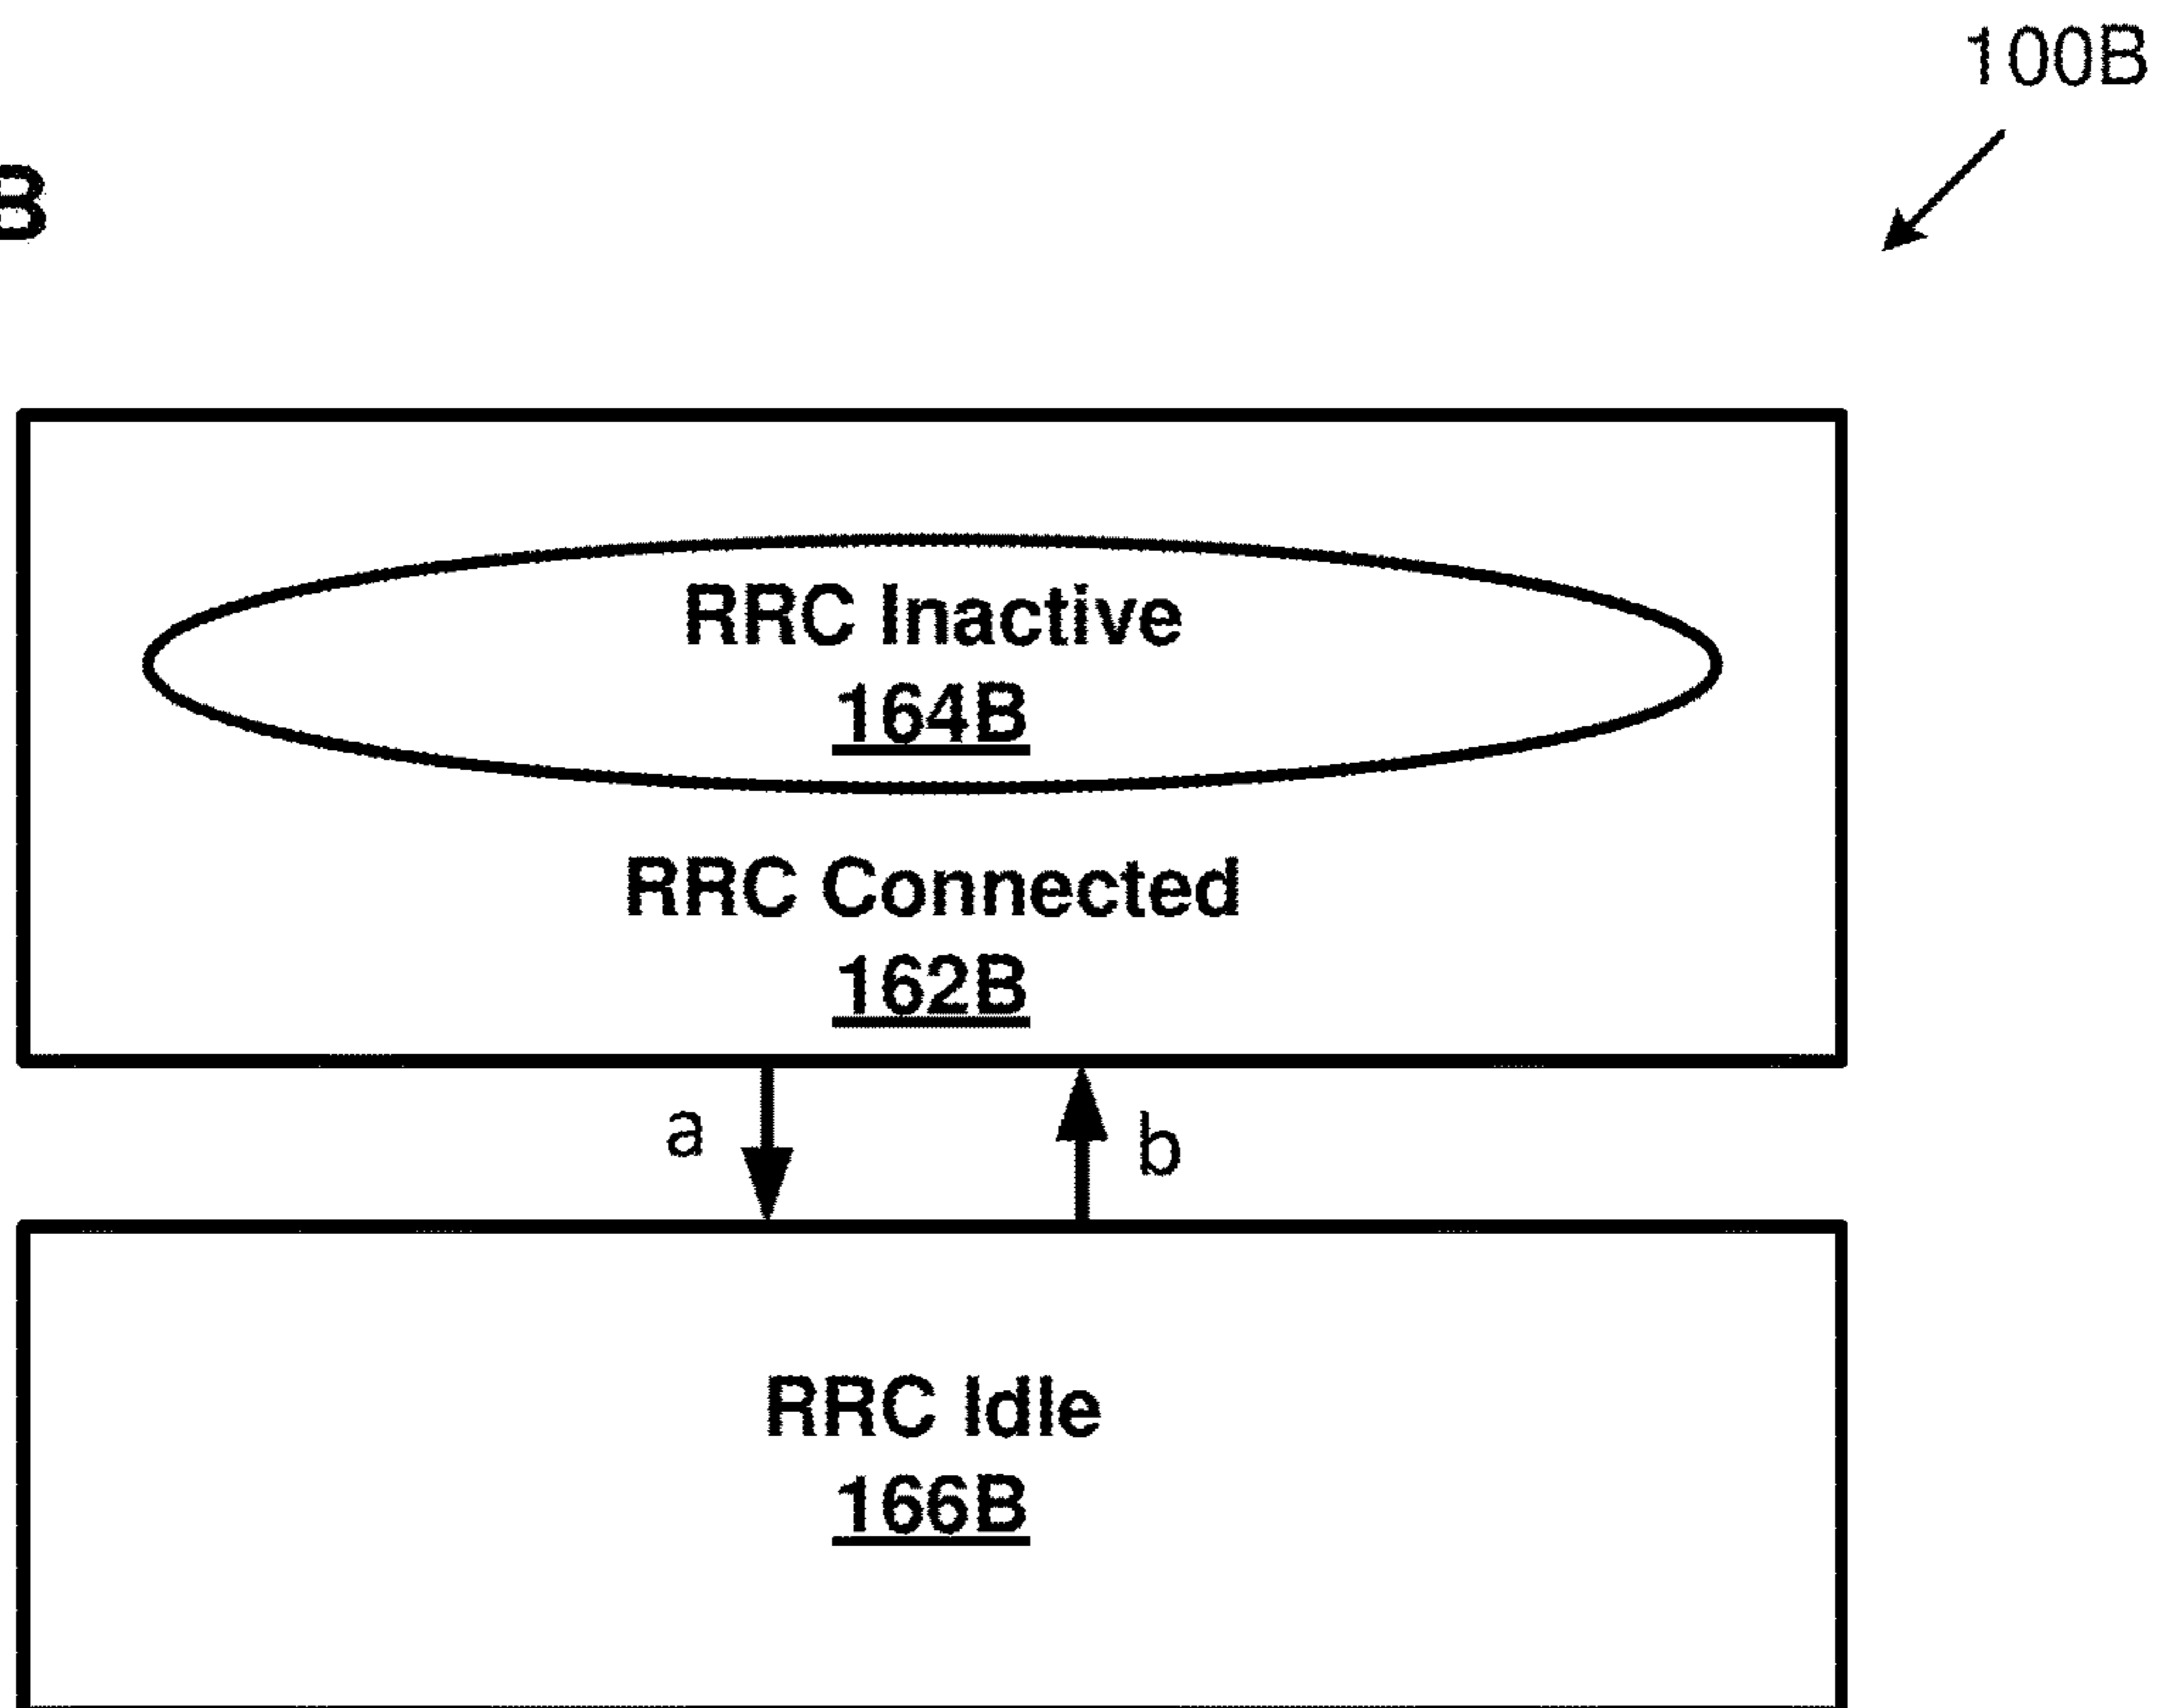 100B
B
RRC Inactive
164B
RRC Connected
162B
a
b
RRC Idle
166B